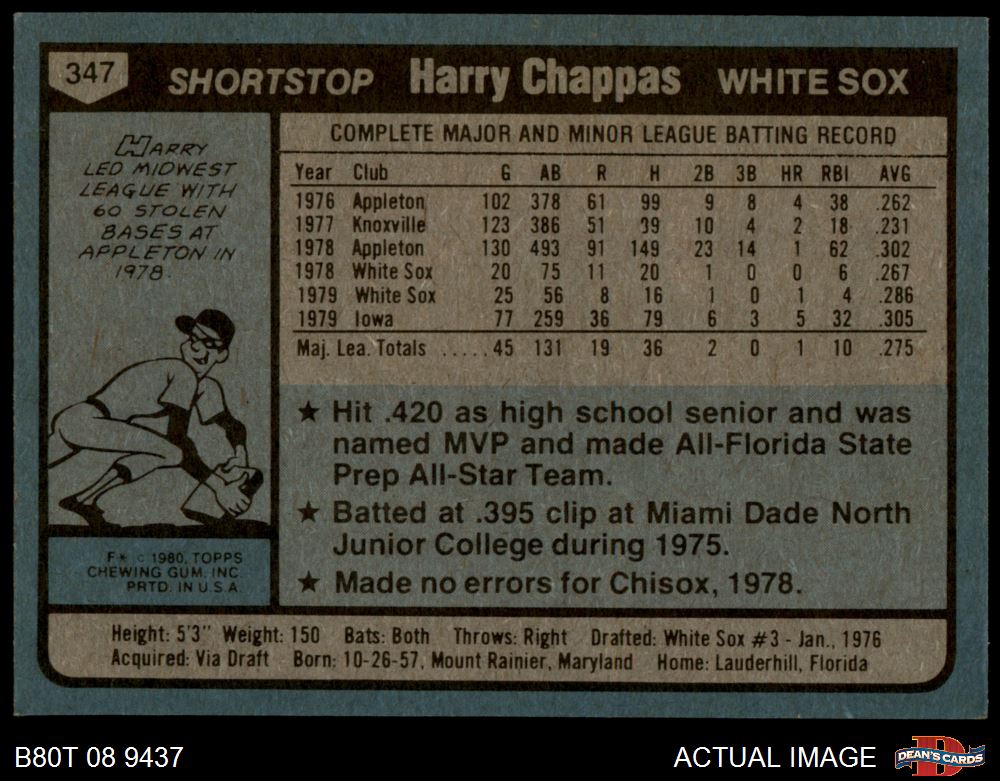 347 SHORTSTOP Harry Chappas WHITE SOX
HARRY
LED MIDWEST
LEAGUE WITH
60 STOLEN
BASES AT
APPLETON IN
1978.
COMPLETE MAJOR AND MINOR LEAGUE BATTING RECORD
Year Club G AB R H 2B 3B HR RBI AVG
1976 Appleton 102 378 61 99 9 8 4 38 .262
1977 Knoxville 123 386 51 39 10 4 2 18 .231
1978 Appleton 130 493 91 149 23 14 1 62 .302
1978 White Sox 20 75 11 20 1 0 0 6 .267
1979 White Sox 25 56 8 16 1 0 1 4 .286
1979 Iowa 77 259 36 79 6 3 5 32 .305
Maj. Lea. Totals ..... 45 131 19 36 2 0 1 10 .275
★ Hit .420 as high school senior and was
named MVP and made All-Florida State
Prep All-Star Team.
★ Batted at .395 clip at Miami Dade North
Junior College during 1975.
★ Made no errors for Chisox, 1978.
F* © 1980, TOPPS
CHEWING GUM, INC.
PRTD. IN U.S.A.
Height: 5'3" Weight: 150 Bats: Both Throws: Right Drafted: White Sox #3 - Jan., 1976
Acquired: Via Draft Born: 10-26-57, Mount Rainier, Maryland Home: Lauderhill, Florida
B80T 08 9437 ACTUAL IMAGE
D
DEAN'S CARDS